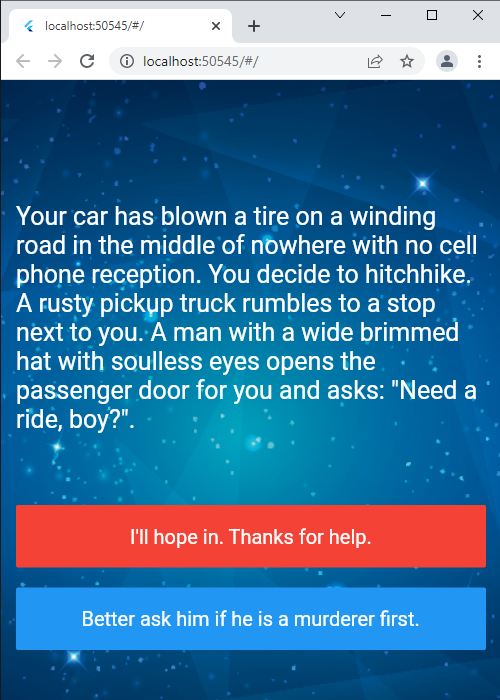 localhost:50545/#/
localhost:50545/#/
Your car has blown a tire on a winding
road in the middle of nowhere with no cell
phone reception. You decide to hitchhike.
A rusty pickup truck rumbles to a stop
next to you. A man with a wide brimmed
hat with soulless eyes opens the
passenger door for you and asks: "Need a
ride, boy?".
I'll hope in. Thanks for help.
Better ask him if he is a murderer first.